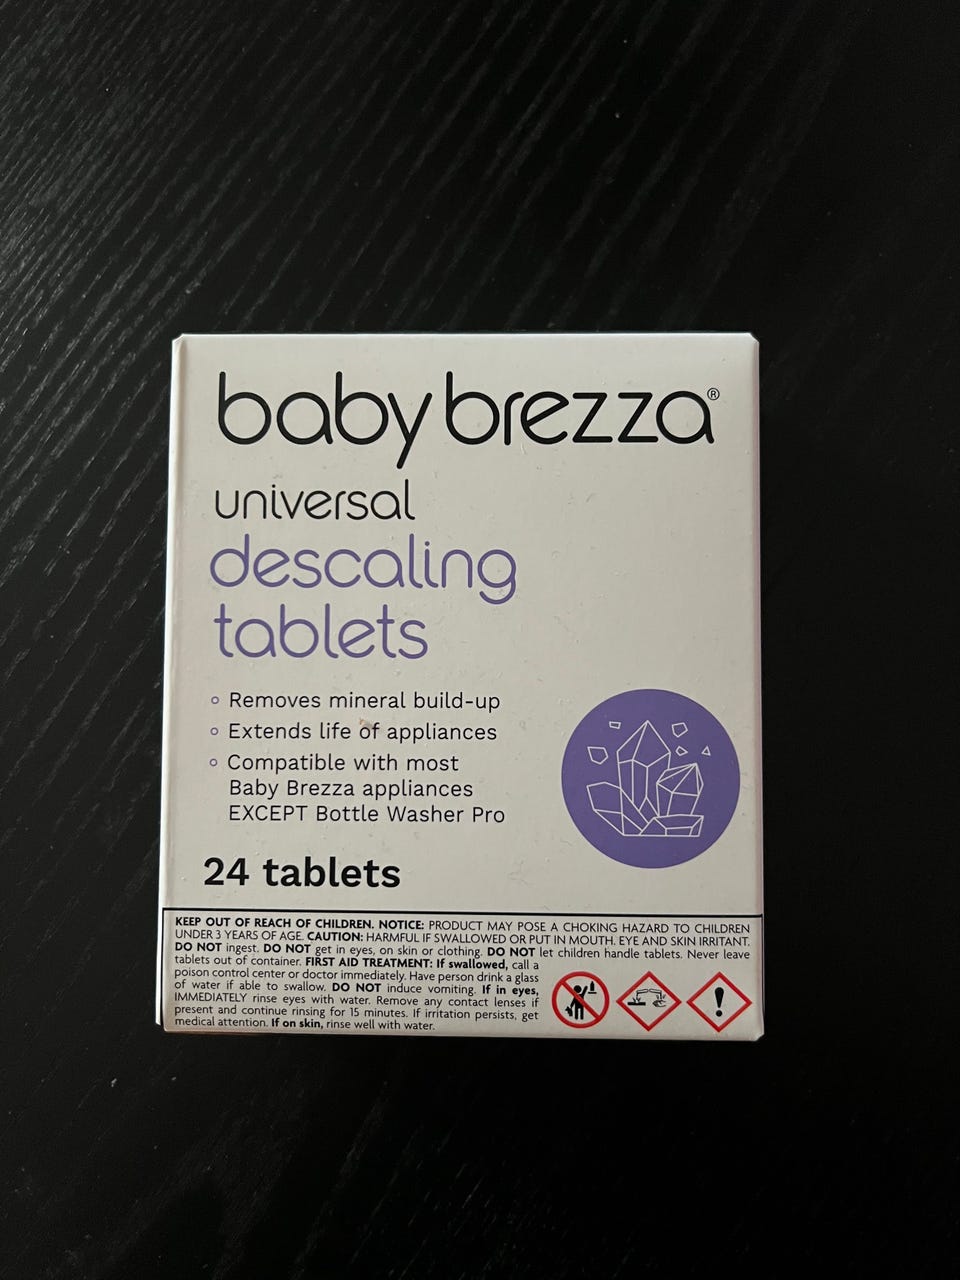 baby brezza®
universal
descaling
tablets
◦ Removes mineral build-up
◦ Extends life of appliances
◦ Compatible with most
Baby Brezza appliances
EXCEPT Bottle Washer Pro
24 tablets
KEEP OUT OF REACH OF CHILDREN. NOTICE: PRODUCT MAY POSE A CHOKING HAZARD TO CHILDREN
UNDER 3 YEARS OF AGE. CAUTION: HARMFUL IF SWALLOWED OR PUT IN MOUTH. EYE AND SKIN IRRITANT.
DO NOT ingest. DO NOT get in eyes, on skin or clothing. DO NOT let children handle tablets. Never leave
tablets out of container. FIRST AID TREATMENT: If swallowed, call a
poison control center or doctor immediately. Have person drink a glass
of water if able to swallow. DO NOT induce vomiting. If in eyes,
IMMEDIATELY rinse eyes with water. Remove any contact lenses if
present and continue rinsing for 15 minutes. If irritation persists, get
medical attention. If on skin, rinse well with water.